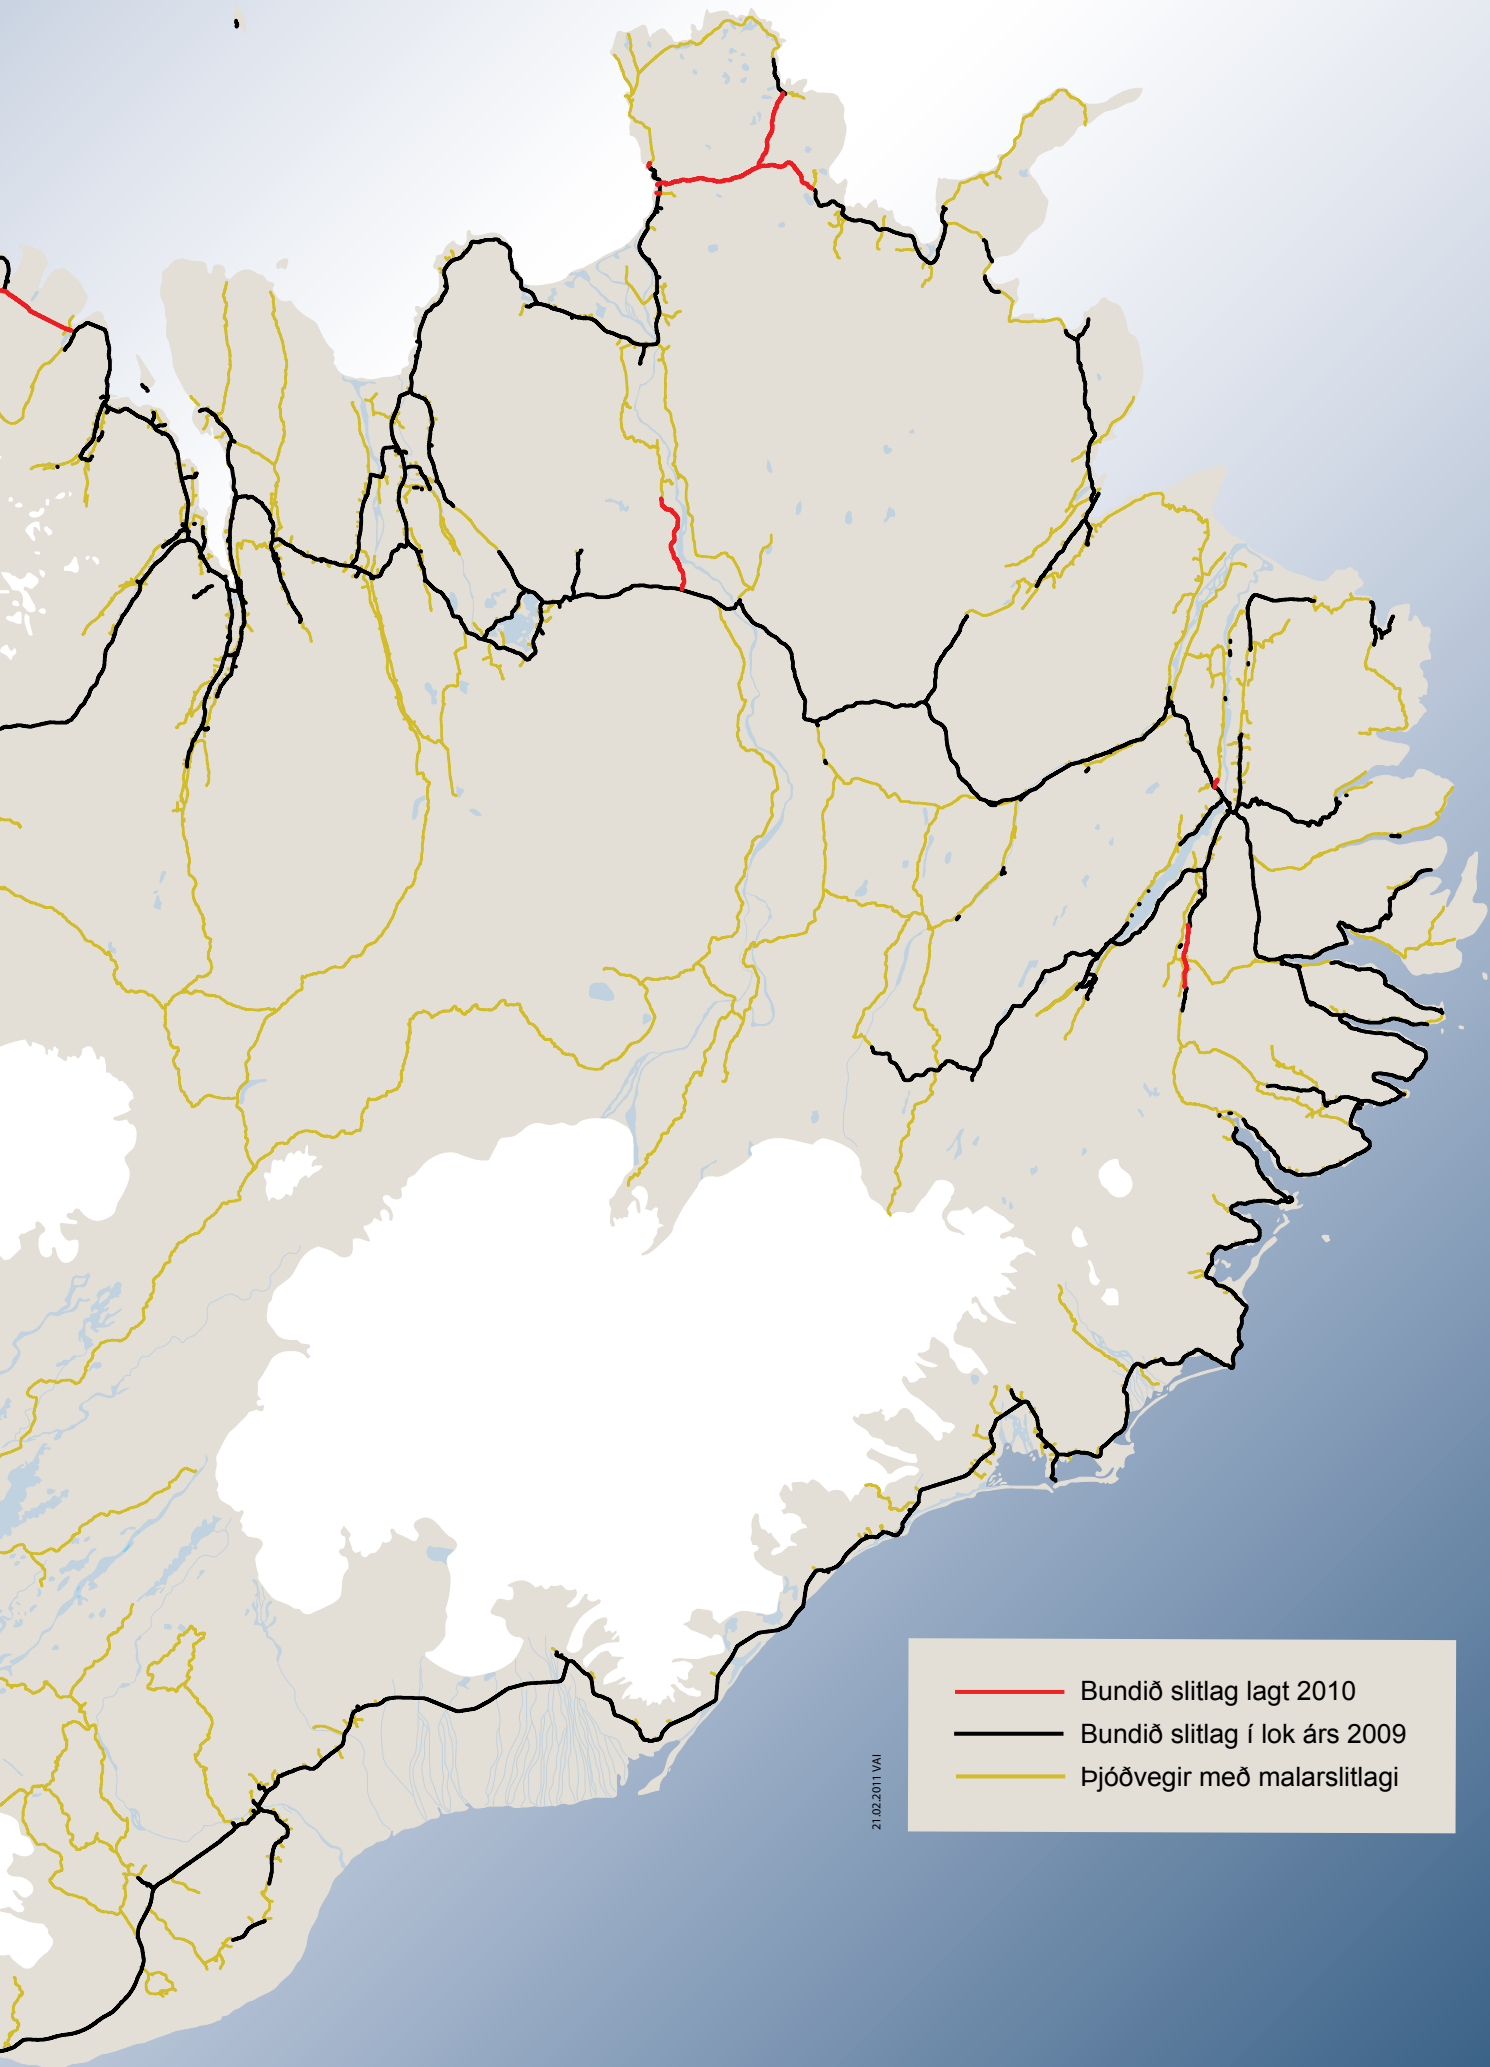 Bundið slitlag lagt 2010
Bundið slitlag í lok árs 2009
Þjóðvegir með malarslitlagi
21.02.2011 VAI